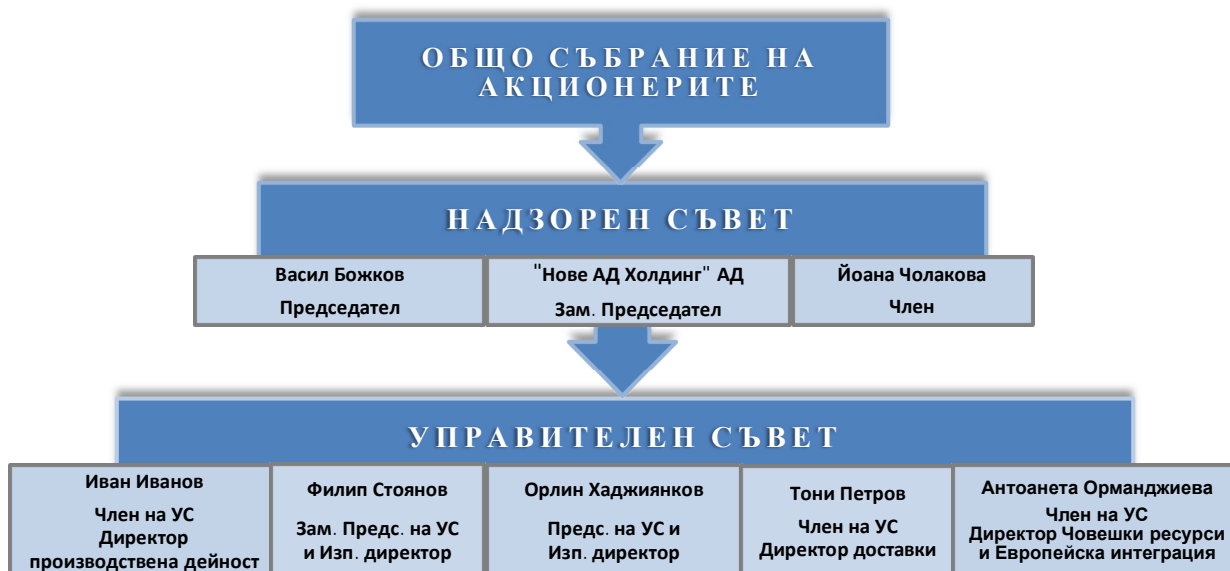 ОБЩО СЪБРАНИЕ НА
АКЦИОНЕРИТЕ
НАДЗОРЕН СЪВЕТ
Васил Божков
Председател
"Нове АД Холдинг" АД
Зам. Председател
Йоана Чолакова
Член
УПРАВИТЕЛЕН СЪВЕТ
Иван Иванов
Член на УС
Директор
производствена дейност
Филип Стоянов
Зам. Предс. на УС
и Изп. директор
Орлин Хаджиянков
Предс. на УС и
Изп. директор
Тони Петров
Член на УС
Директор доставки
Антоанета Орманджиева
Член на УС
Директор Човешки ресурси
и Европейска интеграция